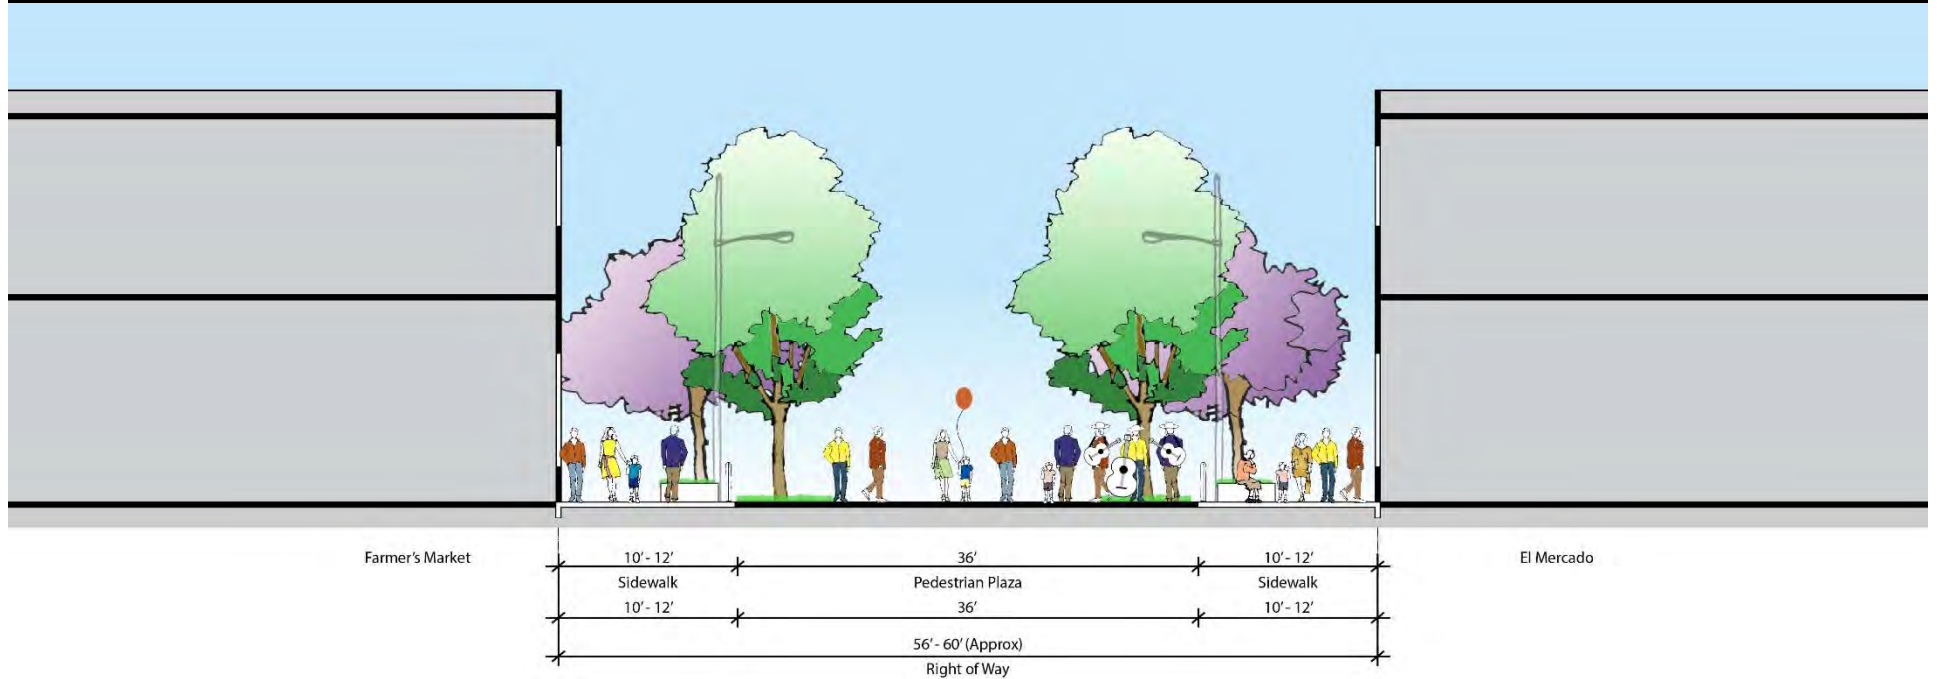 Farmer's Market 10' - 12' 36' 10' - 12' El Mercado
Sidewalk Pedestrian Plaza Sidewalk
10' - 12' 36' 10' - 12'
56' - 60' (Approx)
Right of Way